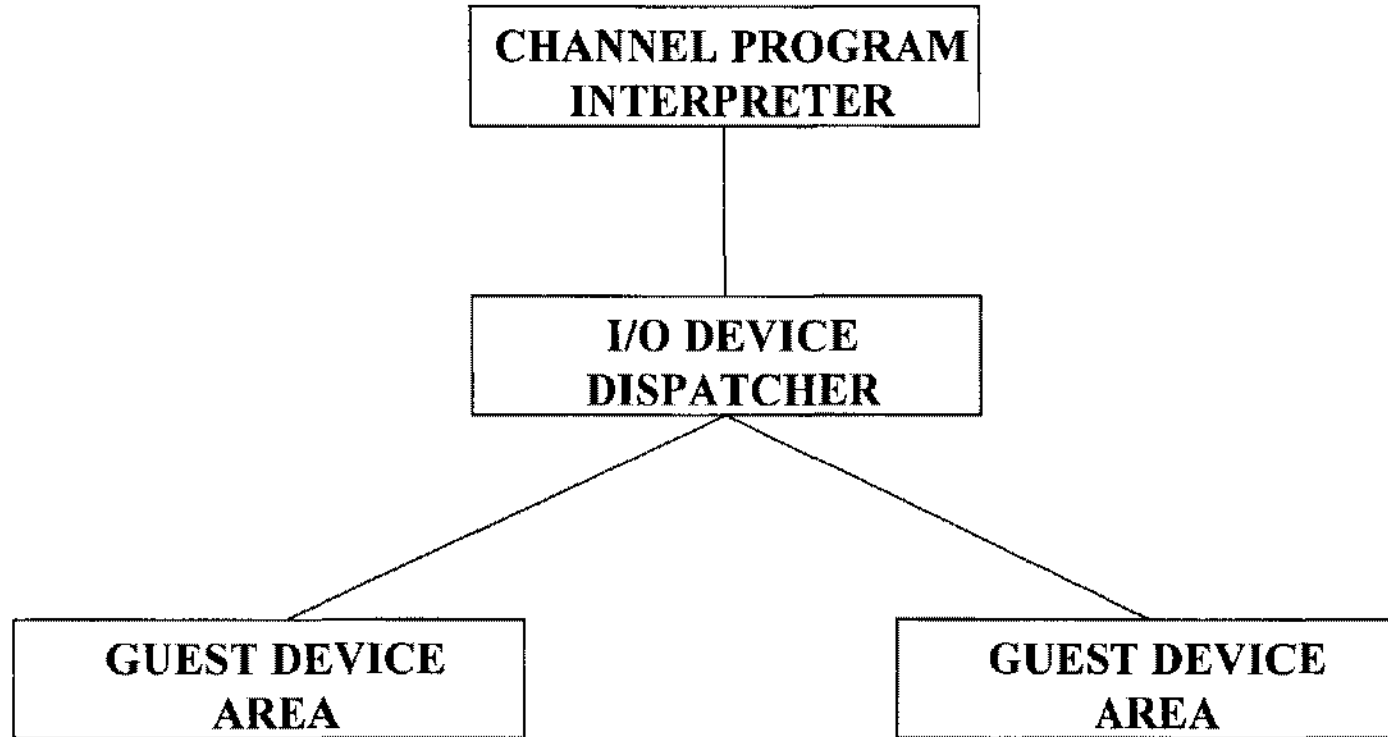 CHANNEL PROGRAM
INTERPRETER
I/O DEVICE
DISPATCHER
GUEST DEVICE
AREA
GUEST DEVICE
AREA